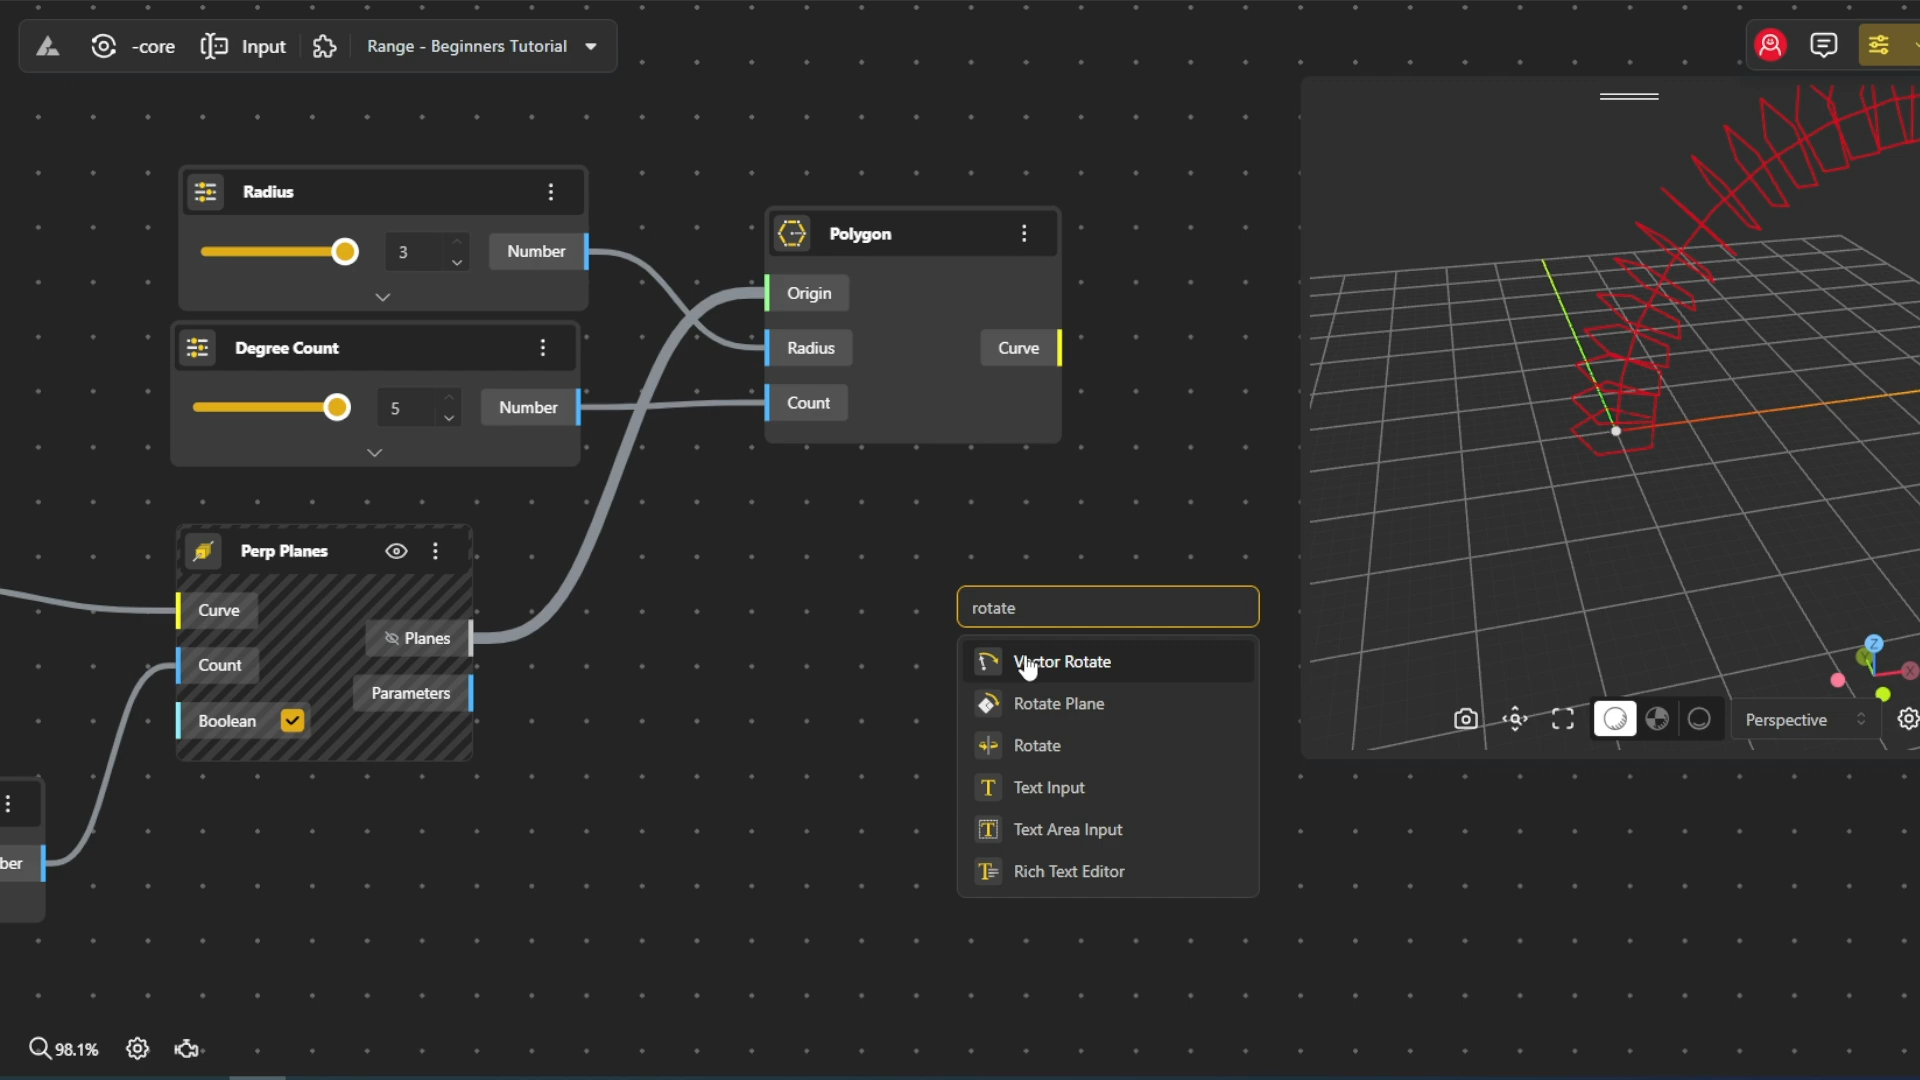 -core
Input
Range - Beginners Tutorial
Radius
3
Number
Degree Count
5
Number
Polygon
Origin
Radius
Curve
Count
Perp Planes
Curve
Planes
Count
Parameters
Boolean
ber
rotate
Vector Rotate
Rotate Plane
Rotate
Text Input
Text Area Input
Rich Text Editor
Z
Y
X
Perspective
98.1%